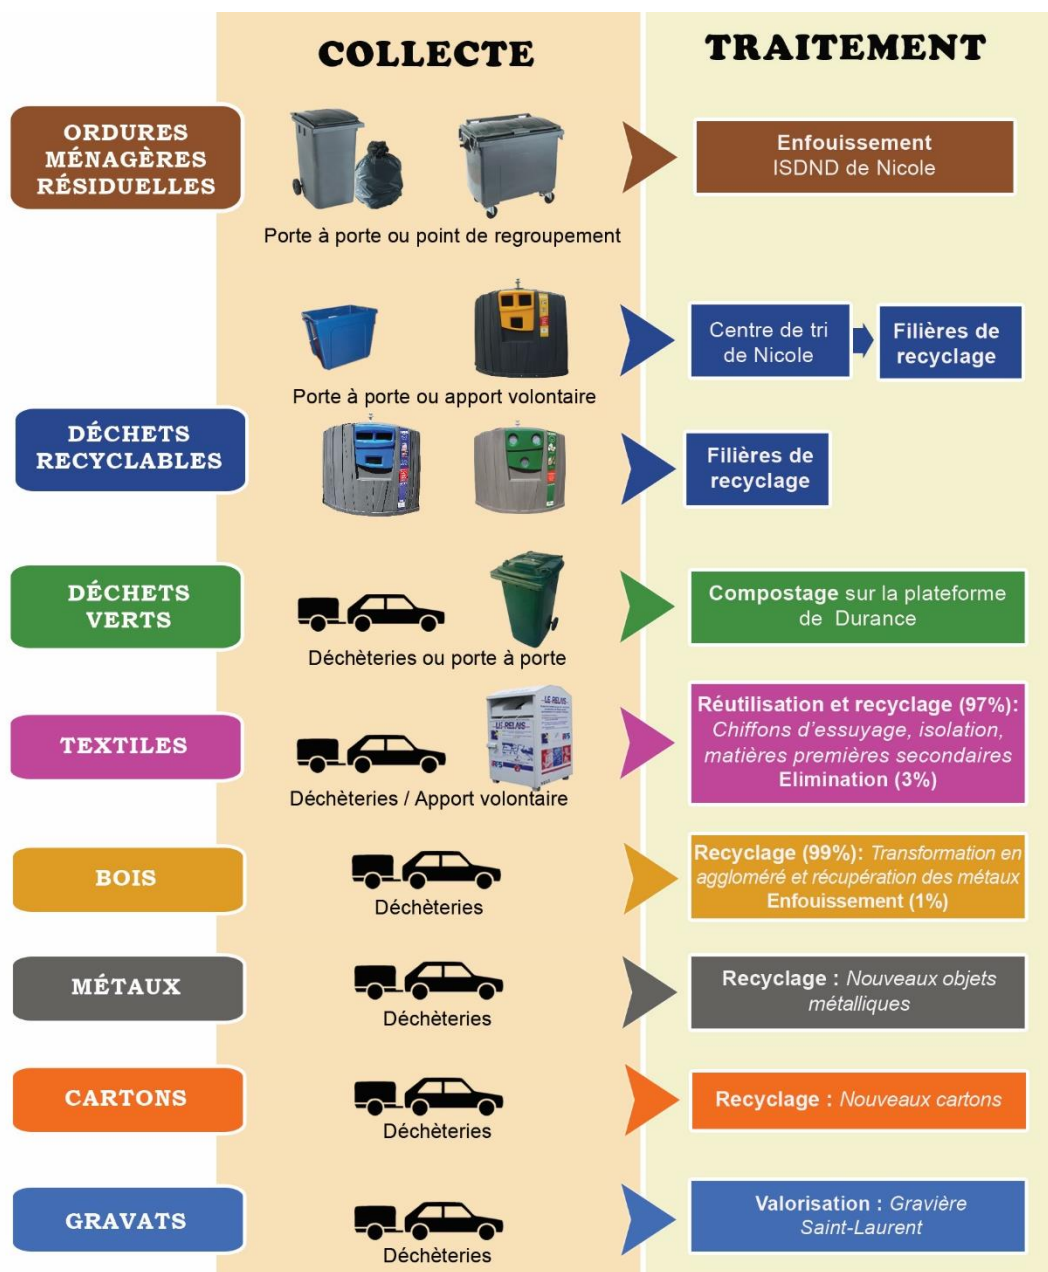 COLLECTE
TRAITEMENT
ORDURES
MÉNAGÈRES
RÉSIDUELLES
Porte à porte ou point de regroupement
Enfouissement
ISDND de Nicole
DÉCHETS
RECYCLABLES
Porte à porte ou apport volontaire
Centre de tri
de Nicole
Filières de
recyclage
Filières de
recyclage
DÉCHETS
VERTS
Déchèteries ou porte à porte
Compostage sur la plateforme
de Durance
TEXTILES
LE RELAIS
Déchèteries / Apport volontaire
Réutilisation et recyclage (97%):
Chiffons d'essuyage, isolation,
matières premières secondaires
Elimination (3%)
BOIS
Déchèteries
Recyclage (99%): Transformation en
aggloméré et récupération des métaux
Enfouissement (1%)
MÉTAUX
Déchèteries
Recyclage : Nouveaux objets
métalliques
CARTONS
Déchèteries
Recyclage : Nouveaux cartons
GRAVATS
Déchèteries
Valorisation : Gravière
Saint-Laurent